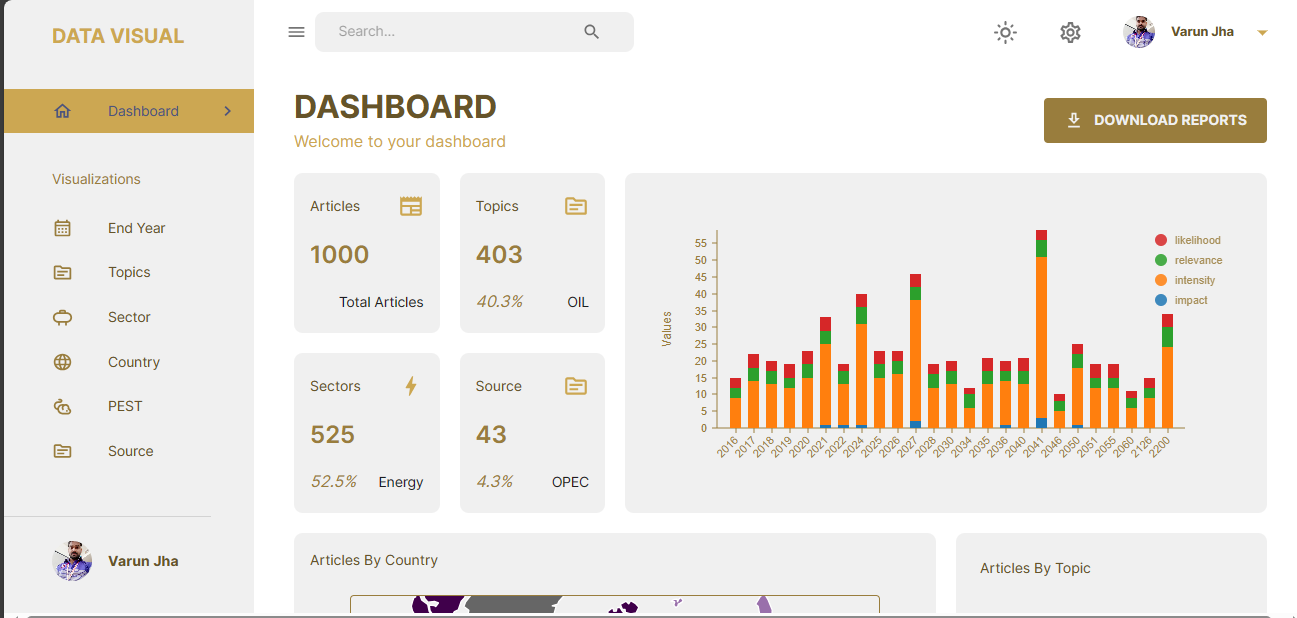 DATA VISUAL
Search...
Varun Jha
Dashboard
DASHBOARD
Welcome to your dashboard
DOWNLOAD REPORTS
Visualizations
End Year
Topics
Sector
Country
PEST
Source
Varun Jha
Articles
1000
Total Articles
Topics
403
40.3% OIL
Sectors
525
52.5% Energy
Source
43
4.3% OPEC
Values
55
50
45
40
35
30
25
20
15
10
5
0
2016 2017 2018 2019 2020 2021 2022 2024 2025 2026 2027 2028 2030 2034 2035 2036 2040 2041 2046 2050 2051 2055 2060 2126 2200
likelihood
relevance
intensity
impact
Articles By Country
Articles By Topic